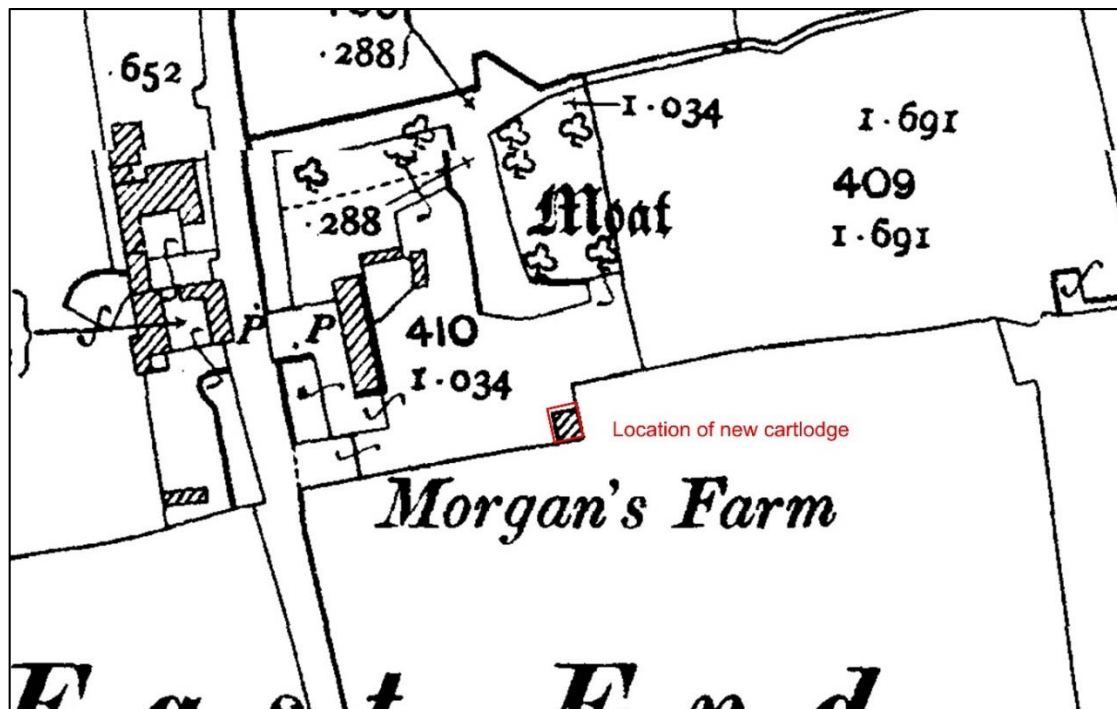 .288
.652
1.034
1.691
409
1.691
Moat
.288
P. P.
410
1.034
Location of new cartlodge
Morgan's Farm
East End